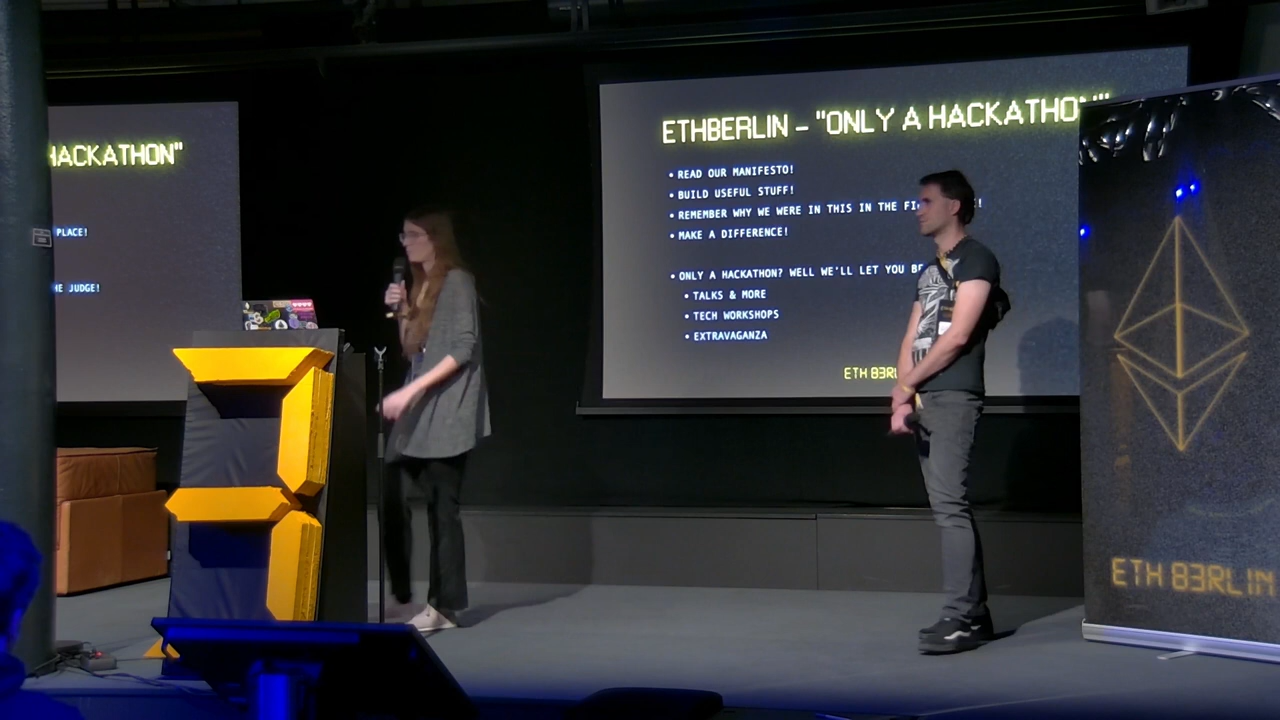 HACKATHON"
PLACE!
HE JUDGE!
ETHBERLIN - "ONLY A HACKATHON"
• READ OUR MANIFESTO!
• BUILD USEFUL STUFF!
• REMEMBER WHY WE WERE IN THIS IN THE FI
• MAKE A DIFFERENCE!
• ONLY A HACKATHON? WELL WE'LL LET YOU BE
• TALKS & MORE
• TECH WORKSHOPS
• EXTRAVAGANZA
ETH B3RL
ETH B3RLIN